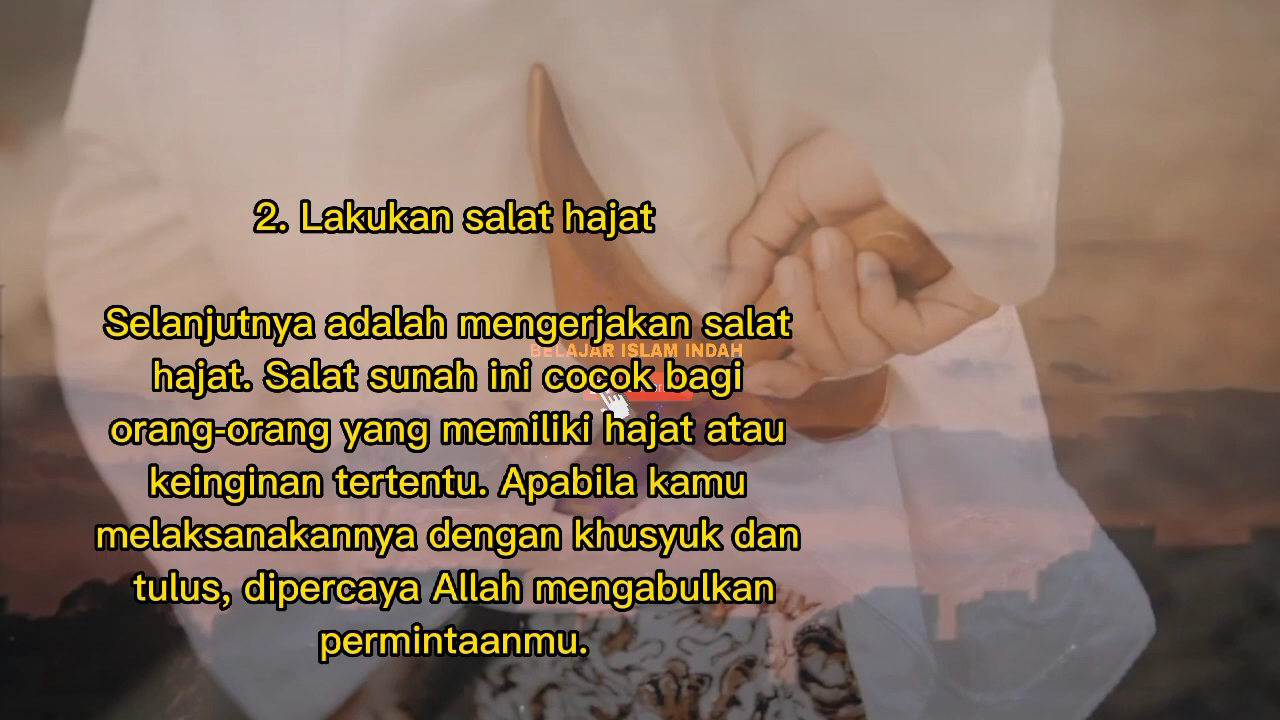 2. Lakukan salat hajat
Selanjutnya adalah mengerjakan salat
BELAJAR ISLAM INDAH
hajat. Salat sunah ini cocok bagi
orang-orang yang memiliki hajat atau
keinginan tertentu. Apabila kamu
melaksanakannya dengan khusyuk dan
tulus, dipercaya Allah mengabulkan
permintaanmu.